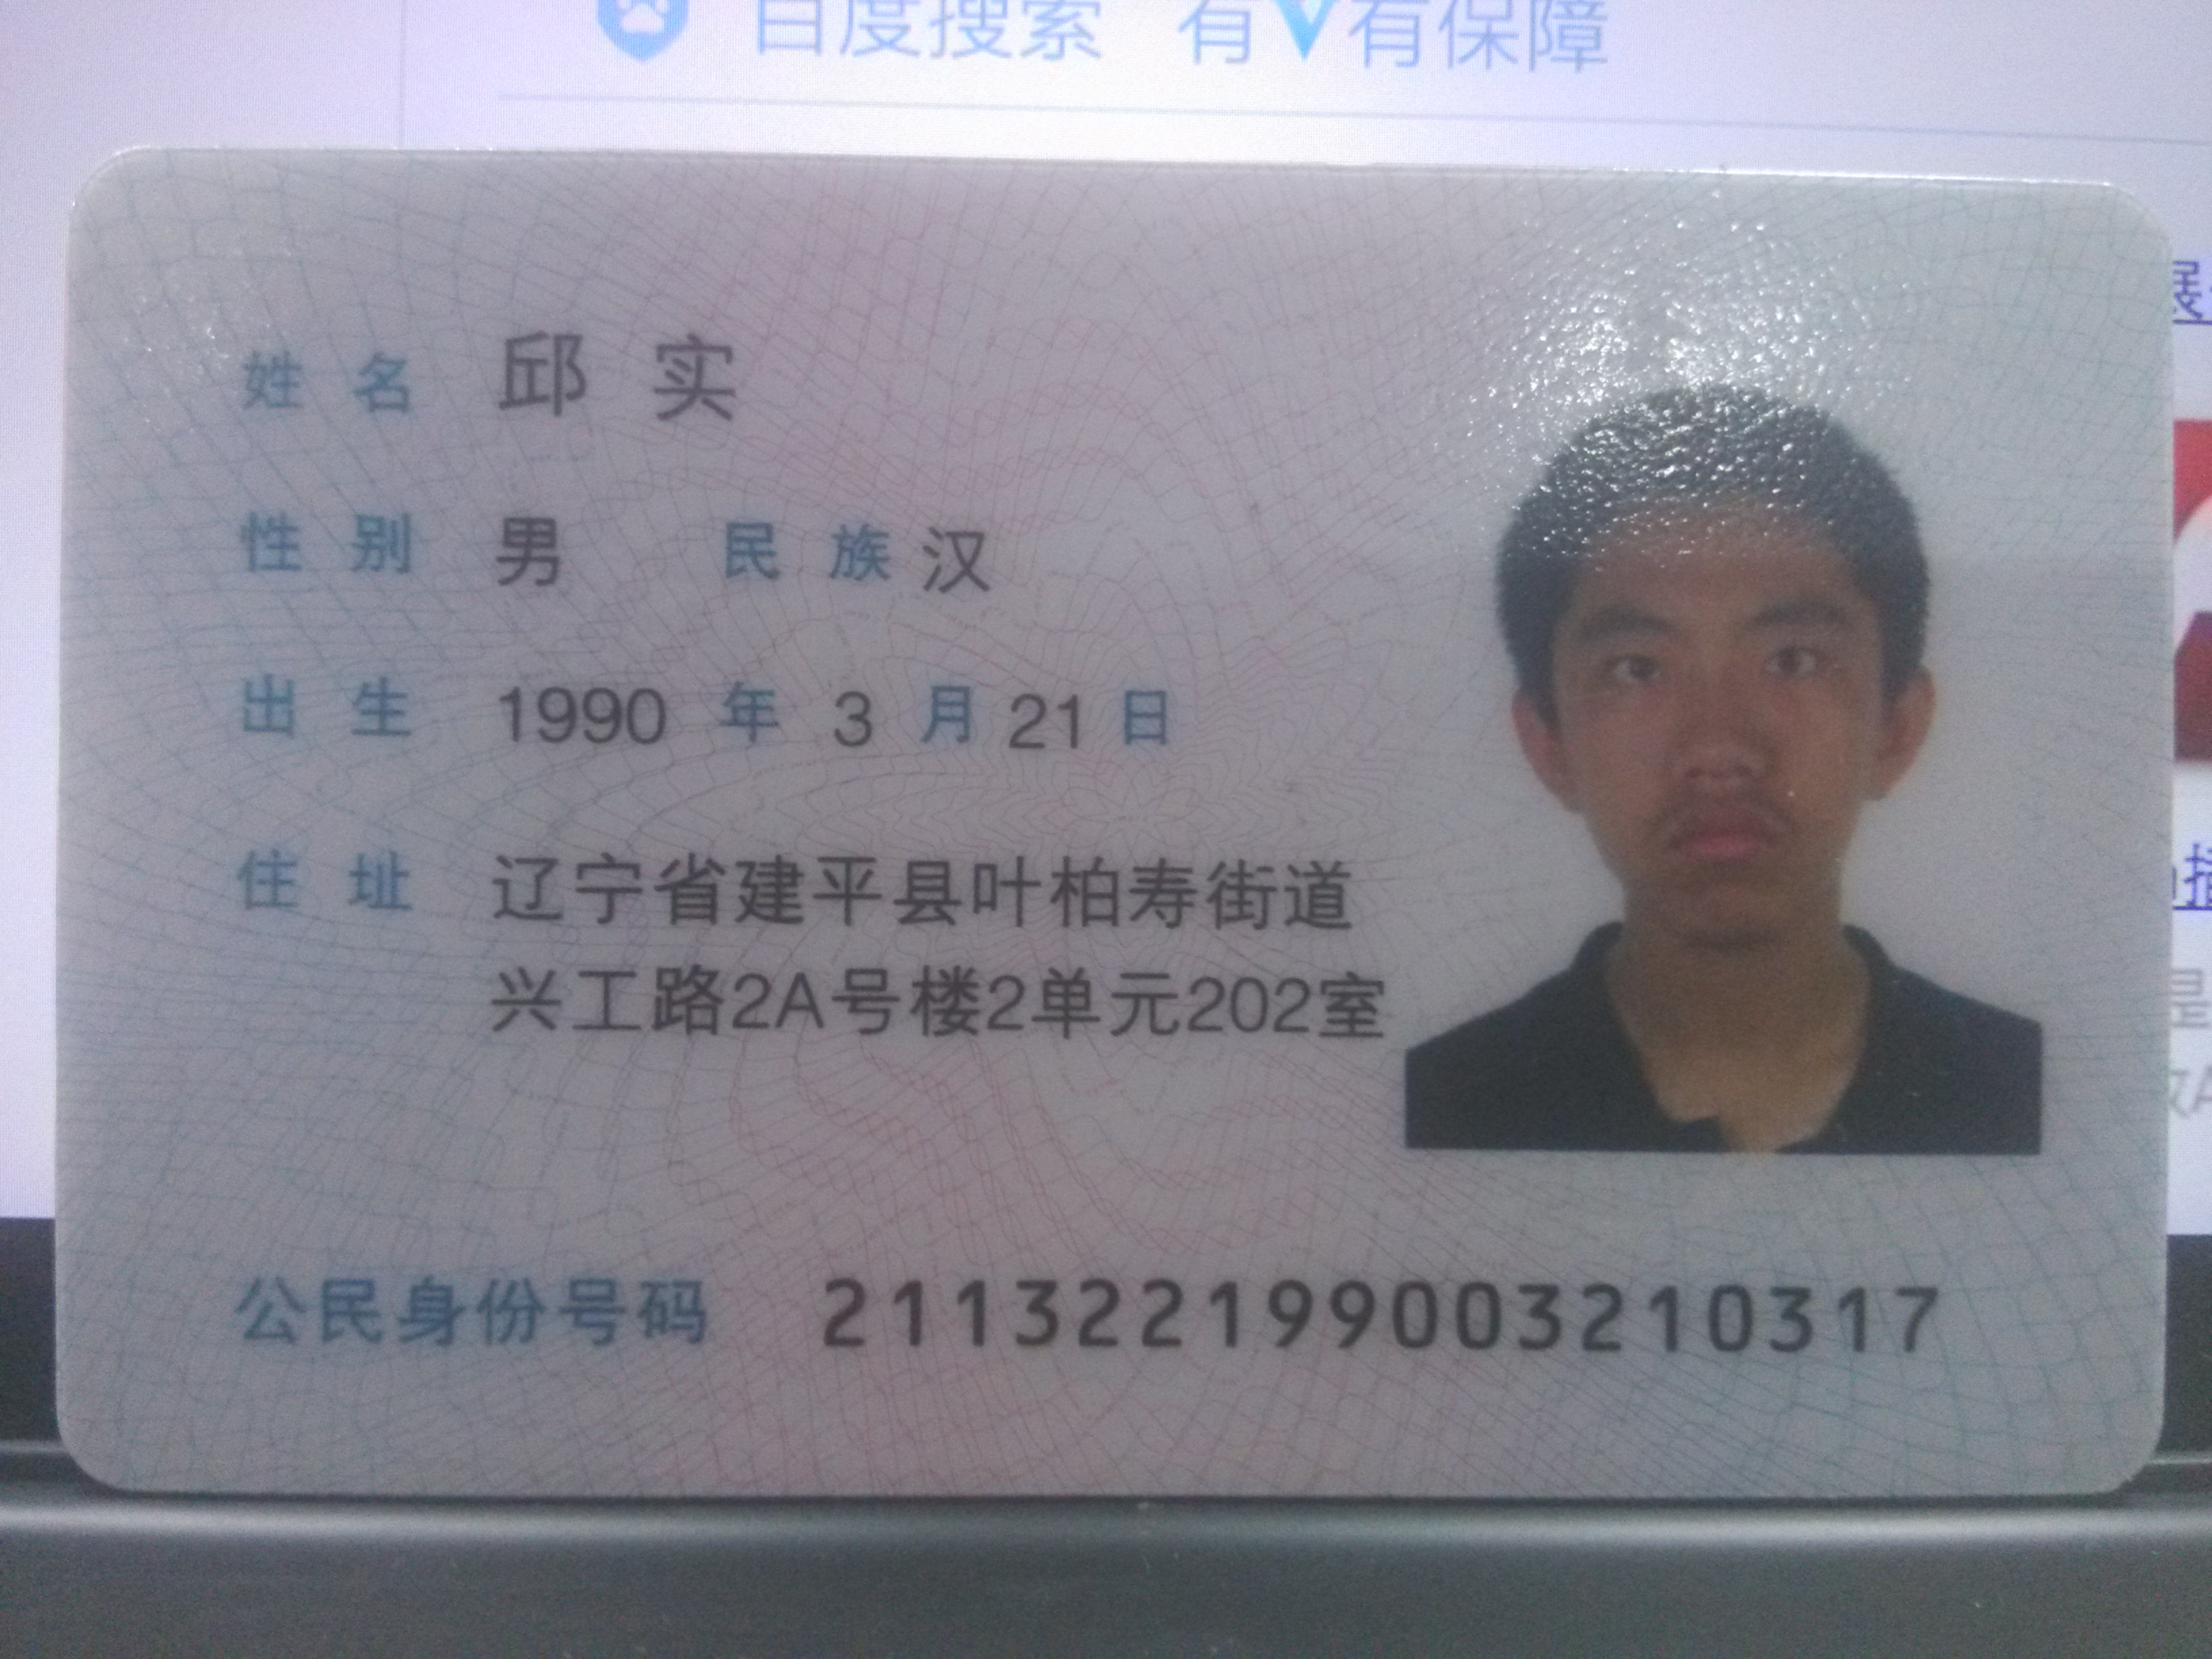 百度搜索 有V有保障
姓名 邱实
性别 男 民族 汉
出生 1990 年 3 月 21 日
住址 辽宁省建平县叶柏寿街道
兴工路2A号楼2单元202室
公民身份号码 211322199003210317